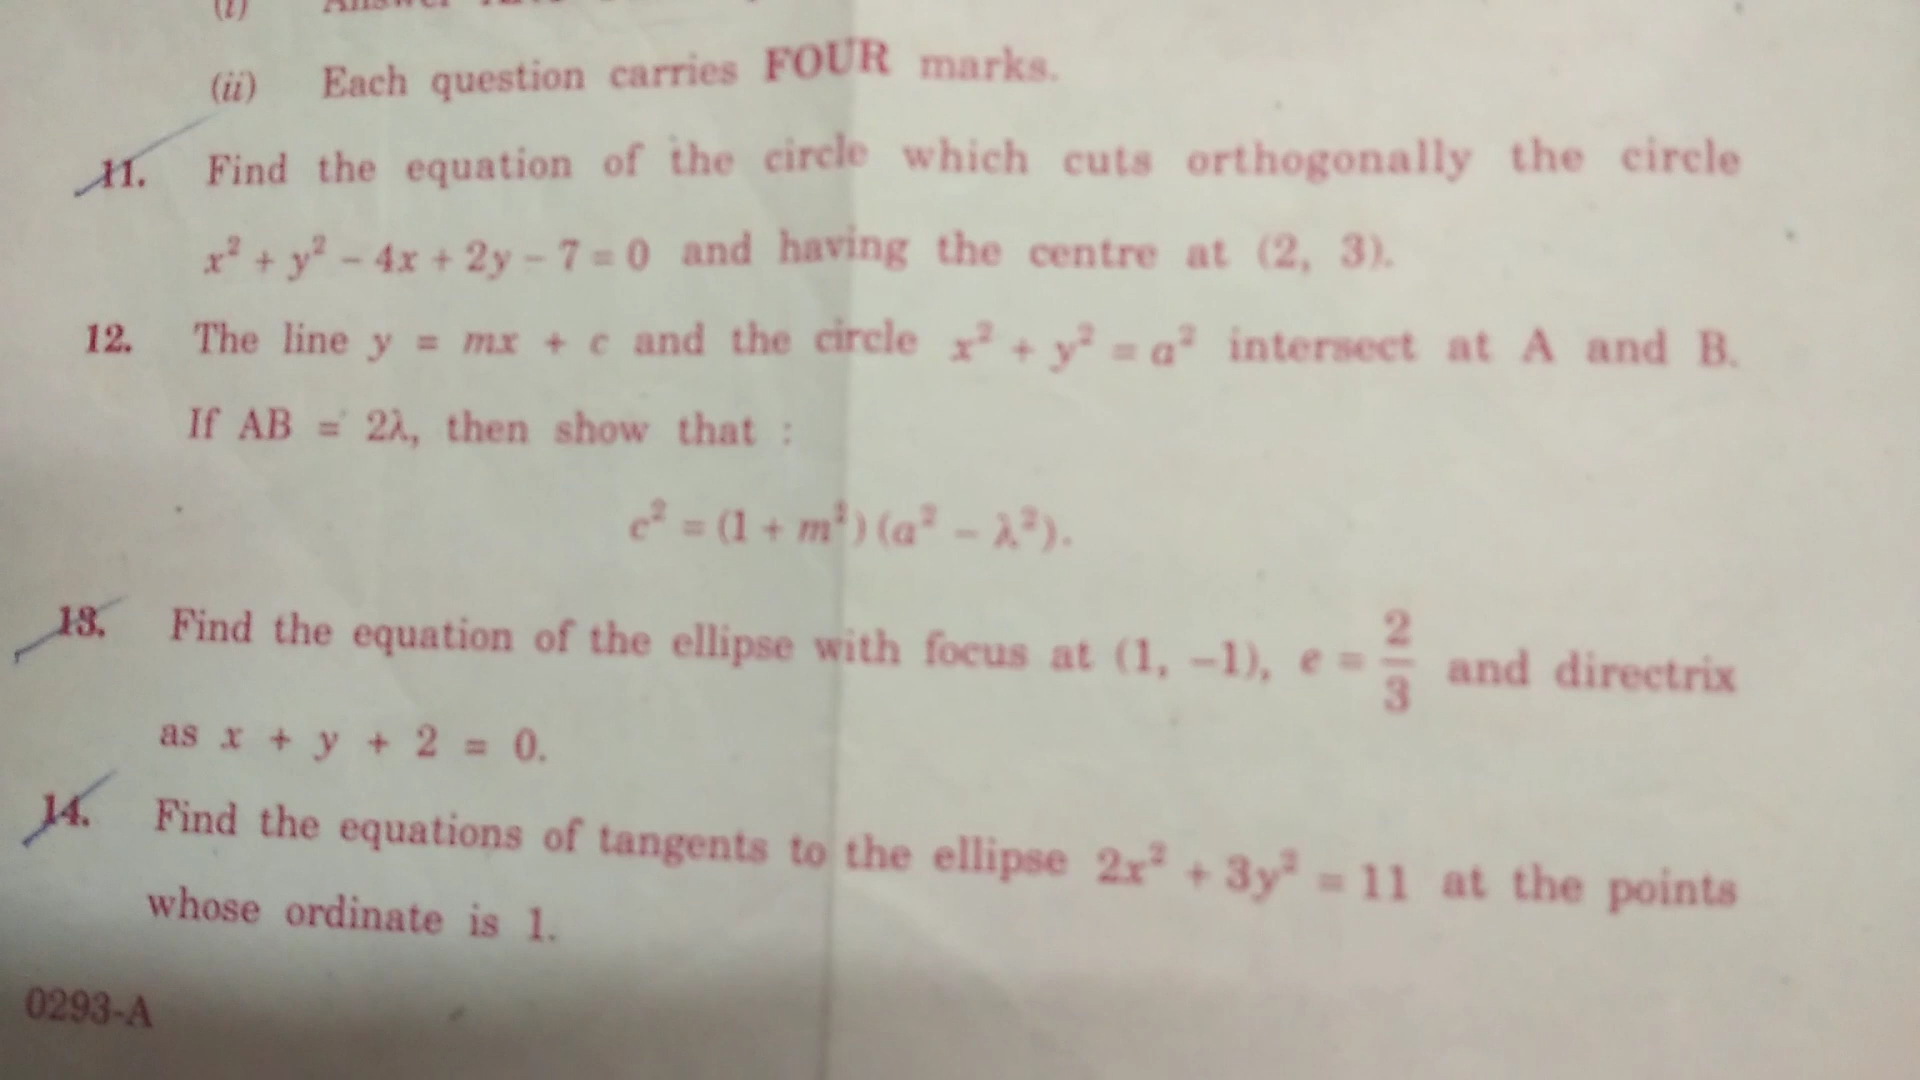 (i)
(ii) Each question carries FOUR marks.
11. Find the equation of the circle which cuts orthogonally the circle
x² + y² – 4x + 2y – 7 = 0 and having the centre at (2, 3).
12. The line y = mx + c and the circle x² + y² = a² intersect at A and B.
If AB = 2λ, then show that :
c² = (1 + m²) (a² – λ²).
13. Find the equation of the ellipse with focus at (1, –1), e = 2/3 and directrix
as x + y + 2 = 0.
14. Find the equations of tangents to the ellipse 2x² + 3y² = 11 at the points
whose ordinate is 1.
0293-A